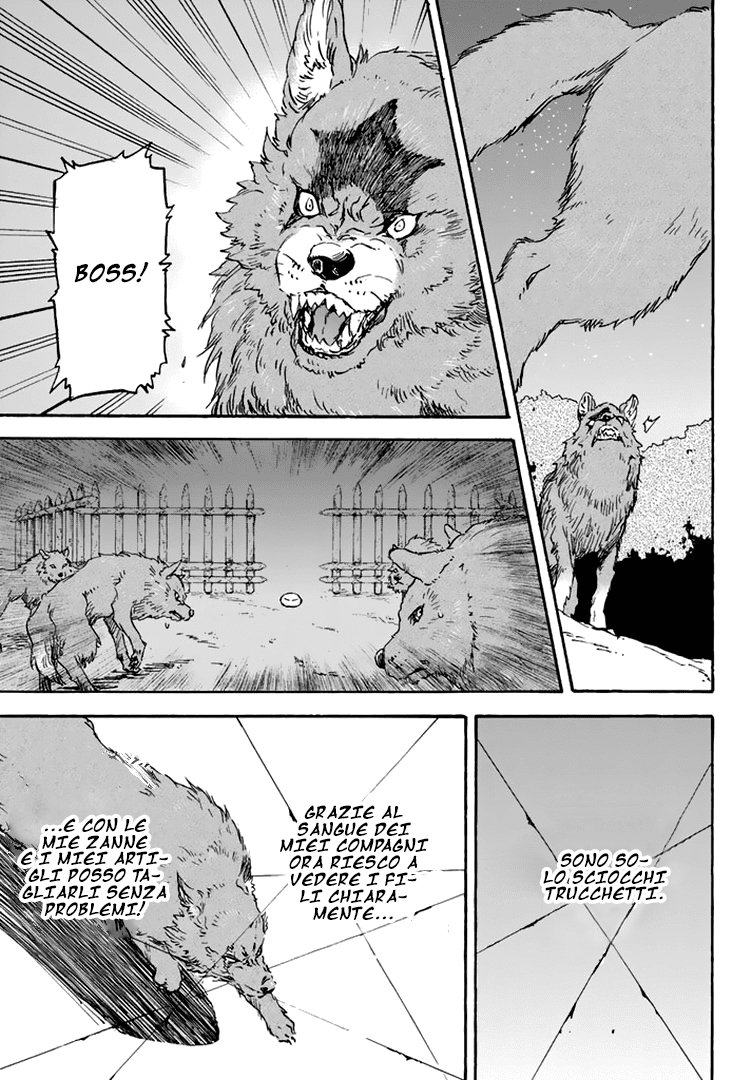 BOSS!
SONO SO-
LO SCIOCCHI
TRUCCHETTI.
GRAZIE AL
SANGUE DEI
MIEI COMPAGNI
ORA RIESCO A
VEDERE I FI-
LI CHIARA-
MENTE...
...E CON LE
MIE ZANNE
E I MIEI ARTI-
GLI POSSO TA-
GLIARLI SENZA
PROBLEMI!